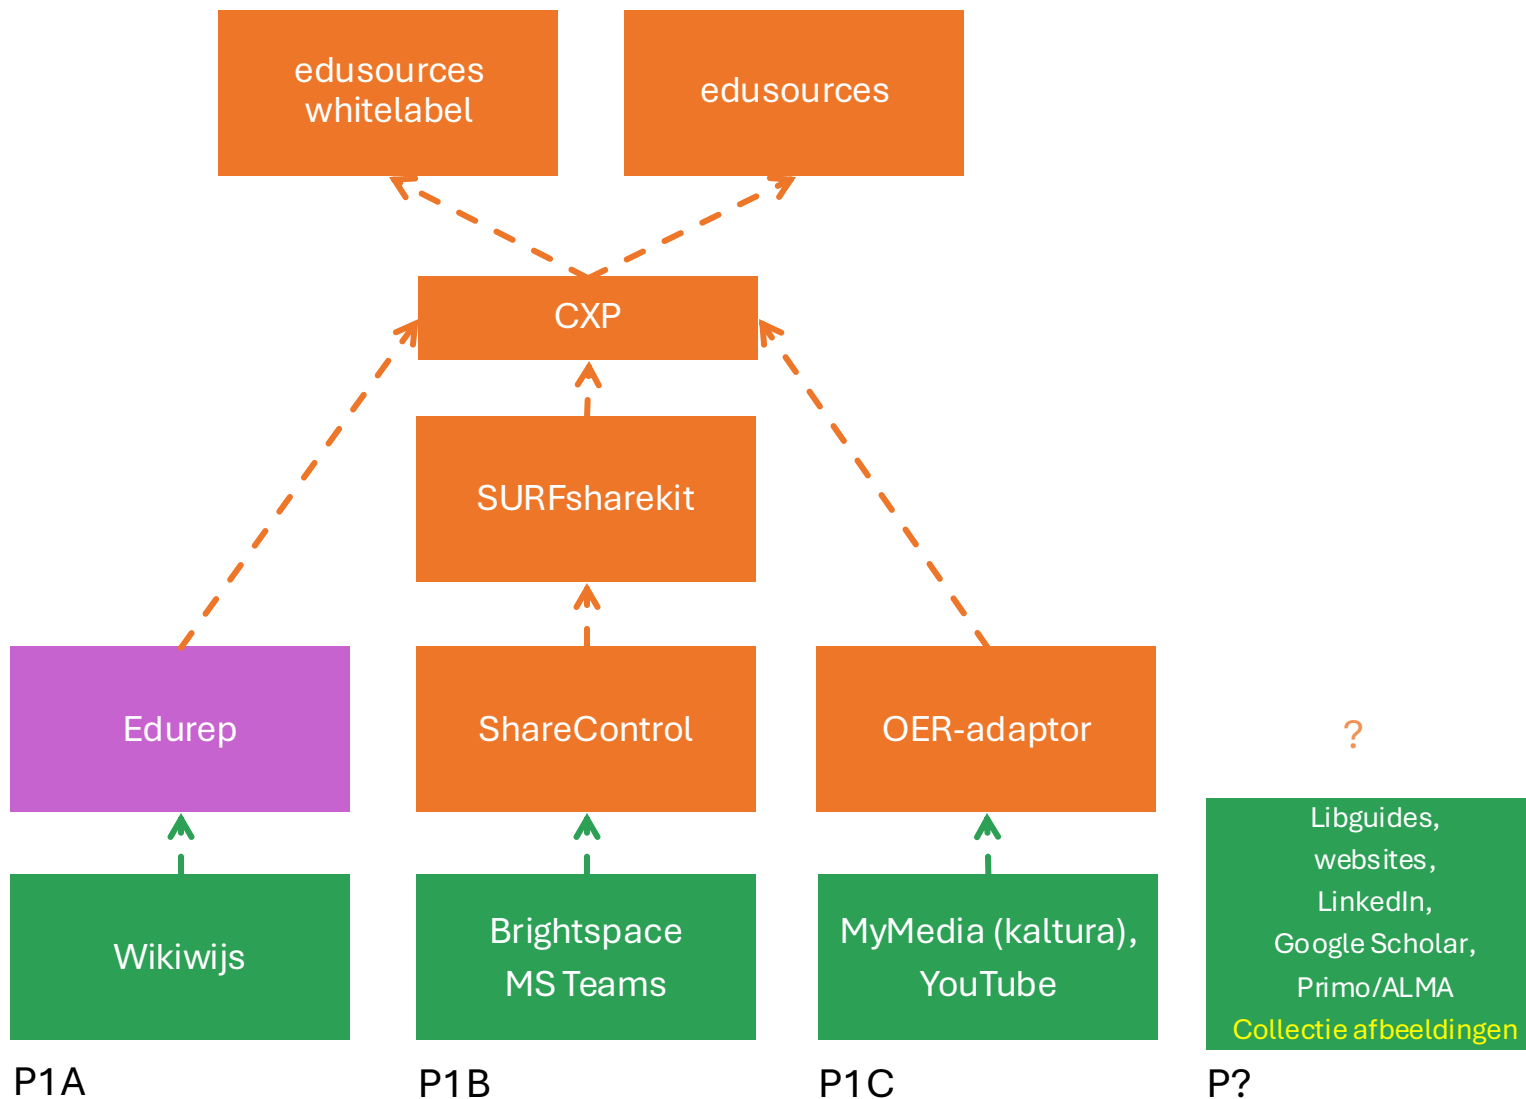 edusources
whitelabel
edusources
CXP
SURFsharekit
Edurep
ShareControl
OER-adaptor
?
Wikiwijs
Brightspace
MS Teams
MyMedia (kaltura),
YouTube
Libguides,
websites,
LinkedIn,
Google Scholar,
Primo/ALMA
Collectie afbeeldingen
P1A
P1B
P1C
P?